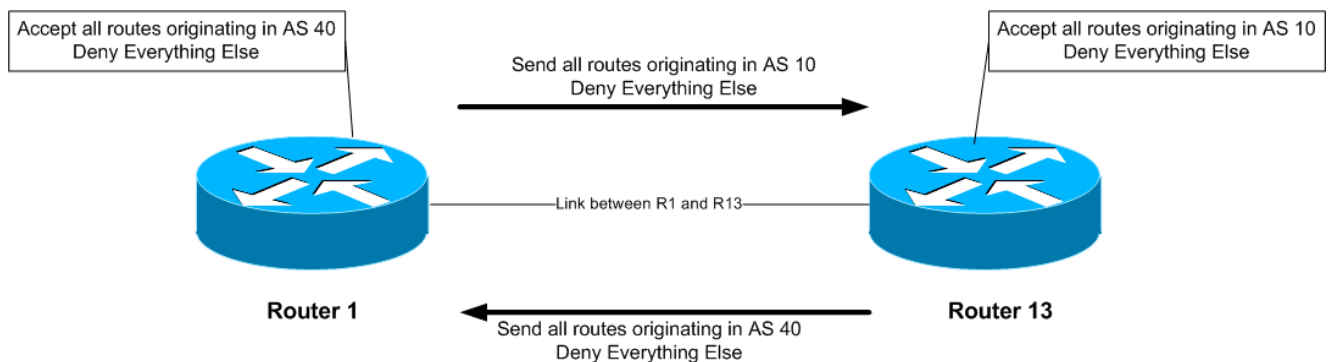 Accept all routes originating in AS 40
Deny Everything Else
Accept all routes originating in AS 10
Deny Everything Else
Send all routes originating in AS 10
Deny Everything Else
Link between R1 and R13
Router 1
Router 13
Send all routes originating in AS 40
Deny Everything Else